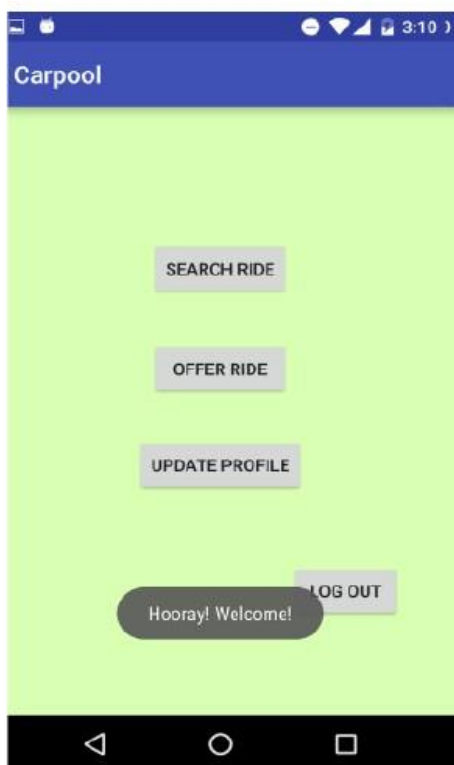 3:10
Carpool
SEARCH RIDE
OFFER RIDE
UPDATE PROFILE
LOG OUT
Hooray! Welcome!